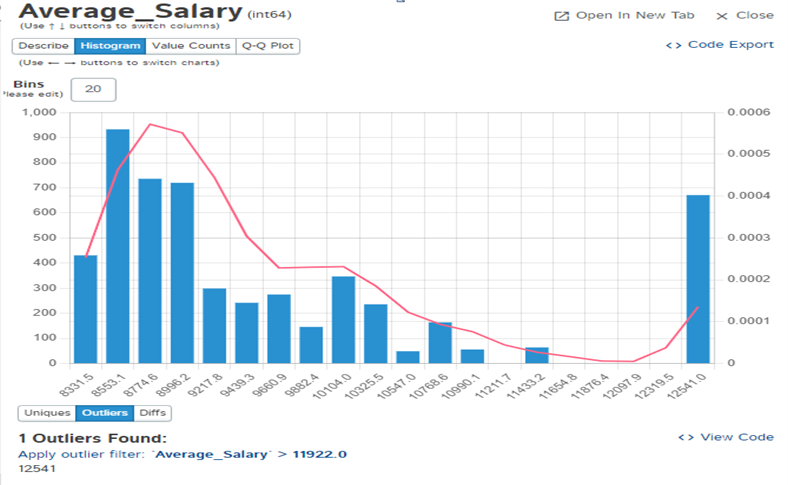 Average_Salary (int64)
Open In New Tab
Close
(Use ↑ ↓ buttons to switch columns)
Describe Histogram Value Counts Q-Q Plot
<> Code Export
(Use ← → buttons to switch charts)
Bins
Please edit)
20
1,000
900
800
700
600
500
400
300
200
100
0
0.0006
0.0005
0.0004
0.0003
0.0002
0.0001
0
8331.5 8553.1 8774.6 8996.2 9217.8 9439.3 9660.9 9882.4 10104.0 10325.5 10547.0 10768.6 10990.1 11211.7 11433.2 11654.8 11876.4 12097.9 12319.5 12541.0
Uniques Outliers Diffs
1 Outliers Found:
<> View Code
Apply outlier filter: `Average_Salary` > 11922.0
12541